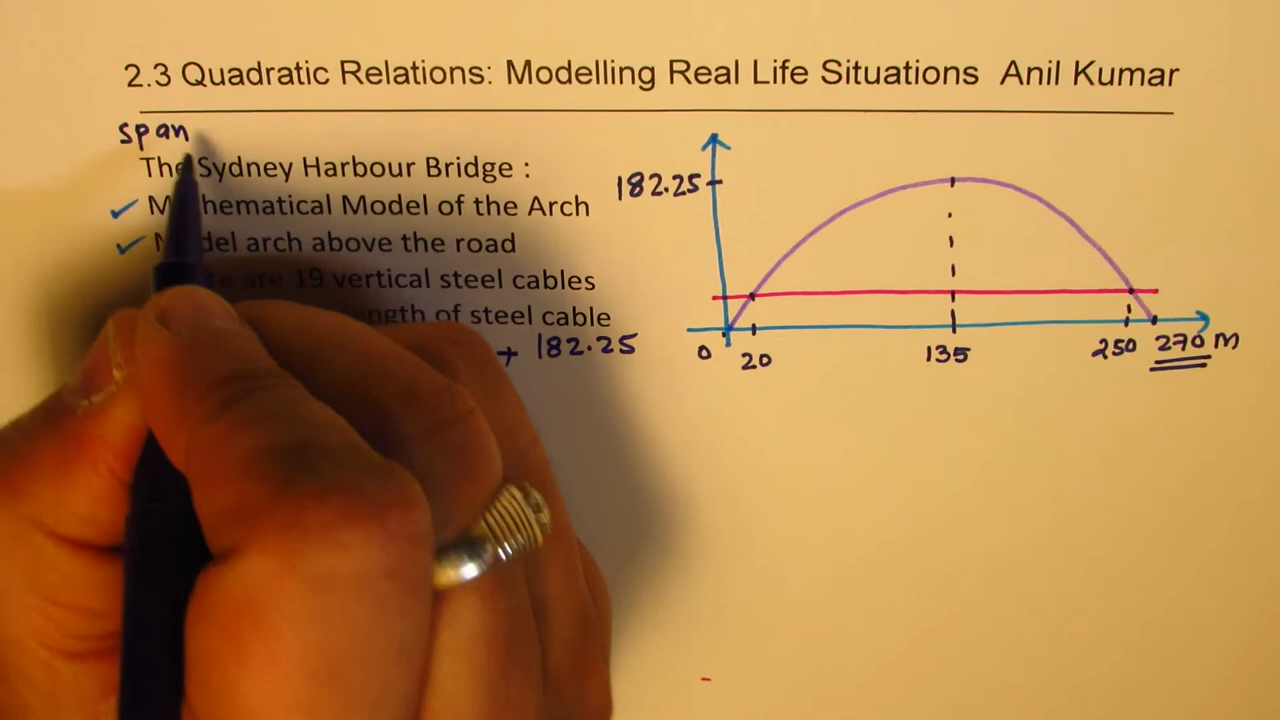 2.3 Quadratic Relations: Modelling Real Life Situations Anil Kumar
span
The Sydney Harbour Bridge :
hematical Model of the Arch
arch above the road
19 vertical steel cables
of steel cable
+ 182.25
182.25
0 20 135 250 270 M